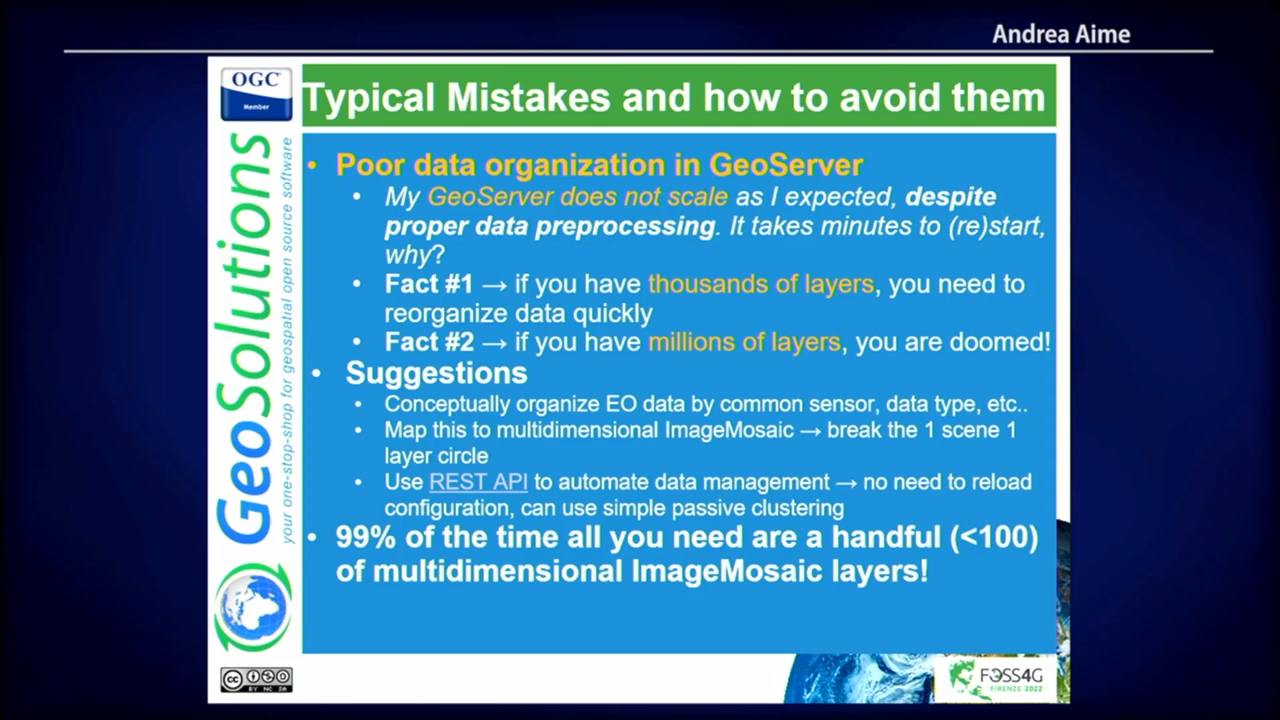 Andrea Aime
OGC
Member
Typical Mistakes and how to avoid them
GeoSolutions
your one-stop-shop for geospatial open source software
• Poor data organization in GeoServer
• My GeoServer does not scale as I expected, despite
proper data preprocessing. It takes minutes to (re)start,
why?
• Fact #1 → if you have thousands of layers, you need to
reorganize data quickly
• Fact #2 → if you have millions of layers, you are doomed!
• Suggestions
• Conceptually organize EO data by common sensor, data type, etc..
• Map this to multidimensional ImageMosaic → break the 1 scene 1
layer circle
• Use REST API to automate data management → no need to reload
configuration, can use simple passive clustering
• 99% of the time all you need are a handful (<100)
of multidimensional ImageMosaic layers!
cc
BY NC SA
FOSS4G
FIRENZE 2022